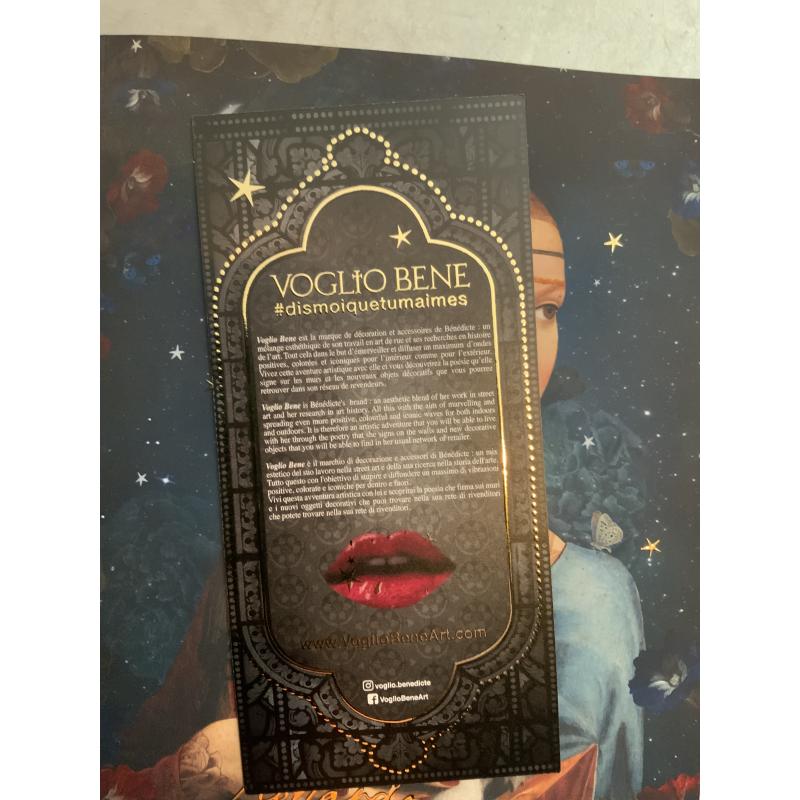 VOGLIO BENE
#dismoiquetumaimes
Voglio Bene est la marque de décoration et accessoires de Bénédicte : un
mélange esthéthique de son travail en art de rue et ses recherches en histoire
de l'art. Tout cela dans le but d'émerveiller et diffuser un maximum d'ondes
positives, colorées et iconiques pour l'intérieur comme pour l'extérieur.
Vivez cette aventure artistique avec elle et vous découvrirez la poésie qu'elle
signe sur les murs et les nouveaux objets décoratifs que vous pourrez
retrouver dans son réseau de revendeurs.
Voglio Bene is Bénédicte's brand : an aesthetic blend of her work in street
art and her research in art history. All this with the aim of marvelling and
spreading even more positive, colourful and iconic waves for both indoors
and outdoors. It is therefore an artistic adventure that you will be able to live
with her through the poetry that she signs on the walls and new decorative
objects that you will be able to find in her usual network of retailer.
Voglio Bene è il marchio di decorazione e accessori di Bénédicte : un mix
estetico del suo lavoro nella street art e della sua ricerca nella storia dell'arte.
Tutto questo con l'obiettivo di stupire e diffondere un massimo di vibrazioni
positive, colorate e iconiche per dentro e fuori.
Vivi questa avventura artistica con lei e scoprirai la poesia che firma sui muri
e i nuovi oggetti decorativi che puoi trovare nella sua rete di rivenditori
che potete trovare nella sua rete di rivenditori.
www.VoglioBeneArt.com
voglio.benedicte
VoglioBeneArt